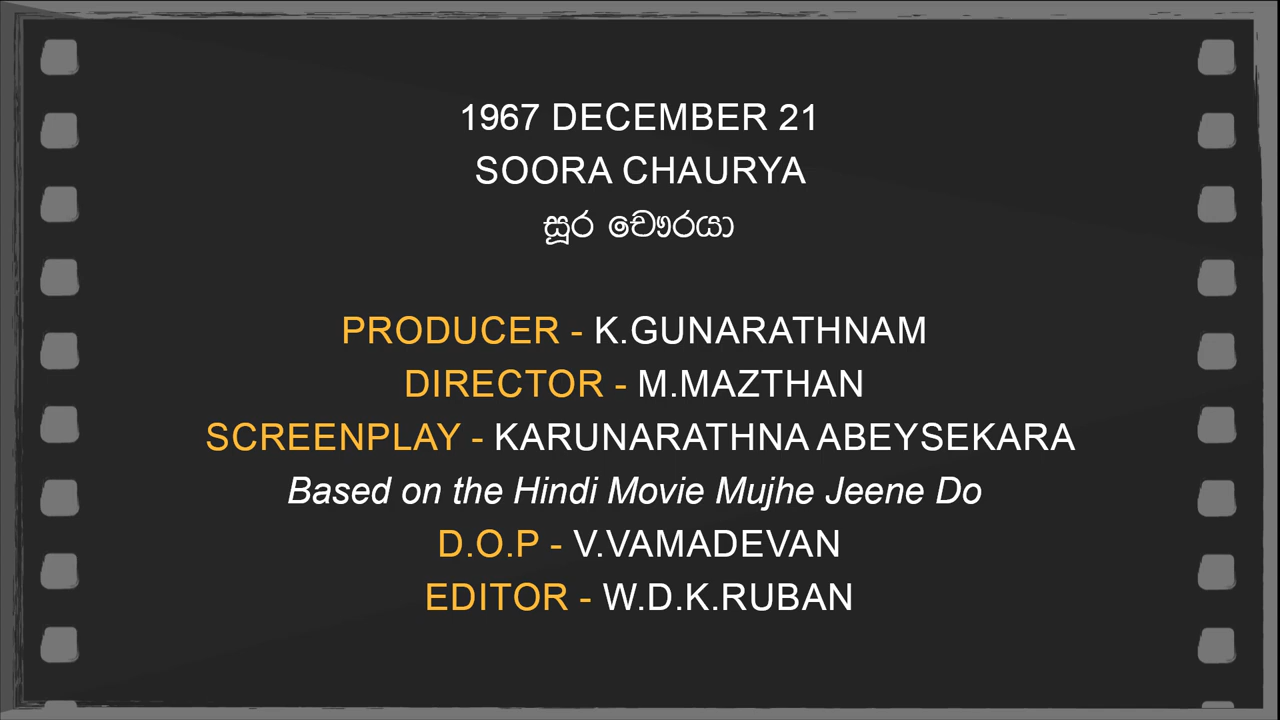 1967 DECEMBER 21
SOORA CHAURYA
සූර චෞරයා
PRODUCER - K.GUNARATHNAM
DIRECTOR - M.MAZTHAN
SCREENPLAY - KARUNARATHNA ABEYSEKARA
Based on the Hindi Movie Mujhe Jeene Do
D.O.P - V.VAMADEVAN
EDITOR - W.D.K.RUBAN